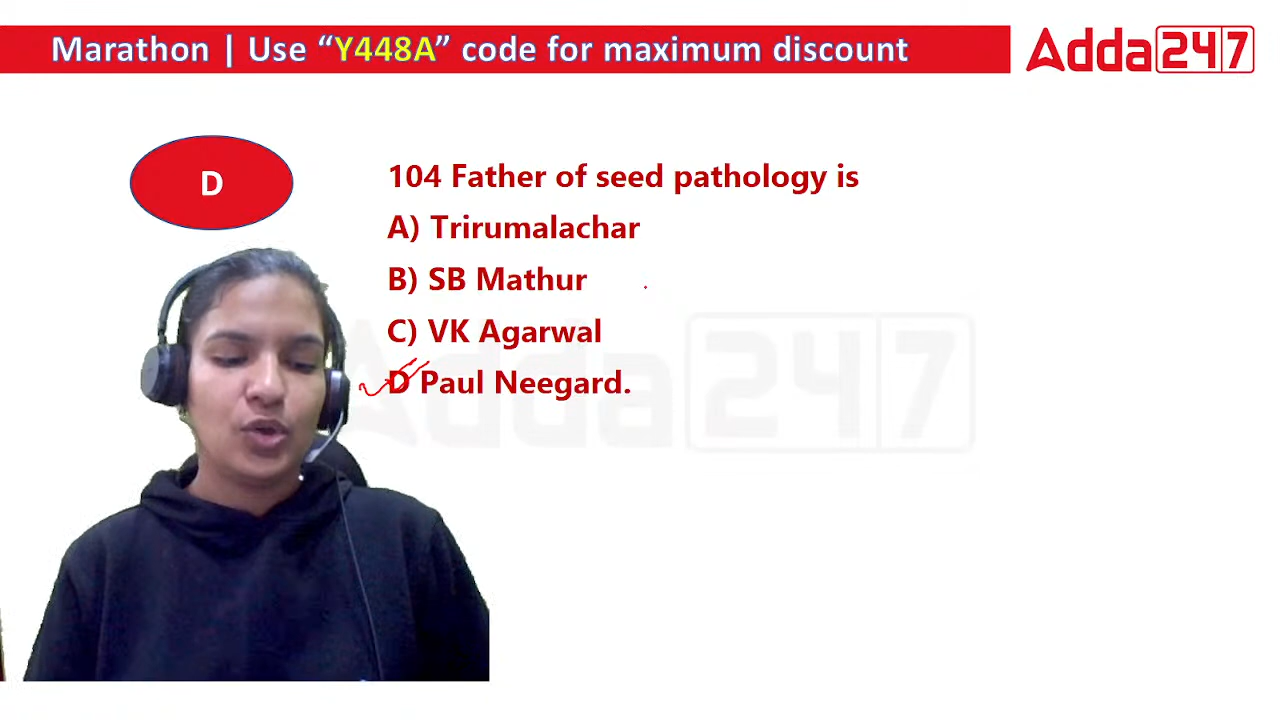 Marathon | Use “Y448A” code for maximum discount
Adda247
D
104 Father of seed pathology is
A) Trirumalachar
B) SB Mathur
C) VK Agarwal
D Paul Neegard.
Adda247